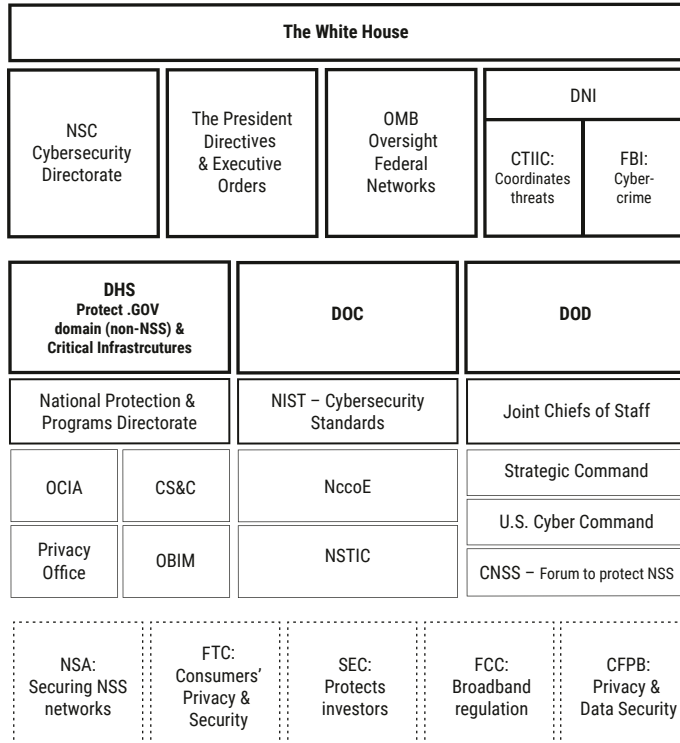 The White House
NSC
Cybersecurity
Directorate
The President
Directives
& Executive
Orders
OMB
Oversight
Federal
Networks
DNI
CTIIC:
Coordinates
threats
FBI:
Cyber-
crime
DHS
Protect .GOV
domain (non-NSS) &
Critical Infrastrcutures
DOC
DOD
National Protection &
Programs Directorate
NIST – Cybersecurity
Standards
Joint Chiefs of Staff
OCIA
CS&C
NccoE
Strategic Command
U.S. Cyber Command
Privacy
Office
OBIM
NSTIC
CNSS – Forum to protect NSS
NSA:
Securing NSS
networks
FTC:
Consumers’
Privacy &
Security
SEC:
Protects
investors
FCC:
Broadband
regulation
CFPB:
Privacy &
Data Security